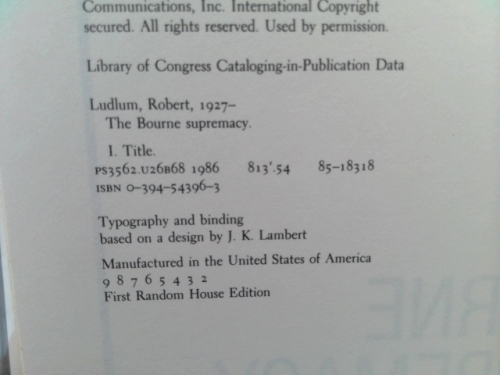 Communications, Inc. International Copyright
secured. All rights reserved. Used by permission.
Library of Congress Cataloging-in-Publication Data
Ludlum, Robert, 1927–
The Bourne supremacy.
I. Title.
PS3562.U26B68 1986 813'.54 85–18318
ISBN 0–394–54396–3
Typography and binding
based on a design by J. K. Lambert
Manufactured in the United States of America
9 8 7 6 5 4 3 2
First Random House Edition